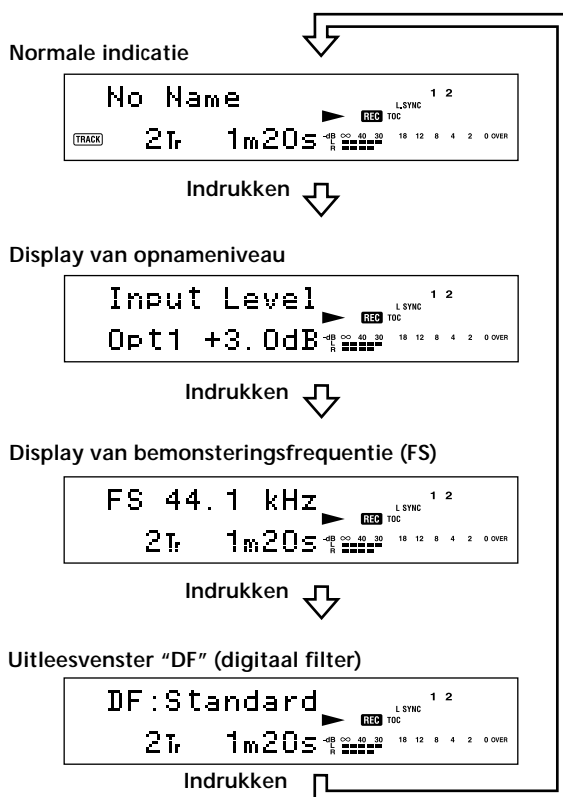 Normale indicatie
No Name
1 2
L.SYNC
REC TOC
TRACK 2Tr 1m20s -dB ∞ 40 30 18 12 8 4 2 0 OVER
L
R
Indrukken
Display van opnameniveau
Input Level
1 2
L SYNC
REC TOC
Opt1 +3.0dB -dB ∞ 40 30 18 12 8 4 2 0 OVER
L
R
Indrukken
Display van bemonsteringsfrequentie (FS)
FS 44.1 kHz
1 2
L SYNC
REC TOC
2Tr 1m20s -dB ∞ 40 30 18 12 8 4 2 0 OVER
L
R
Indrukken
Uitleesvenster “DF” (digitaal filter)
DF:Standard
1 2
L SYNC
REC TOC
2Tr 1m20s -dB ∞ 40 30 18 12 8 4 2 0 OVER
L
R
Indrukken